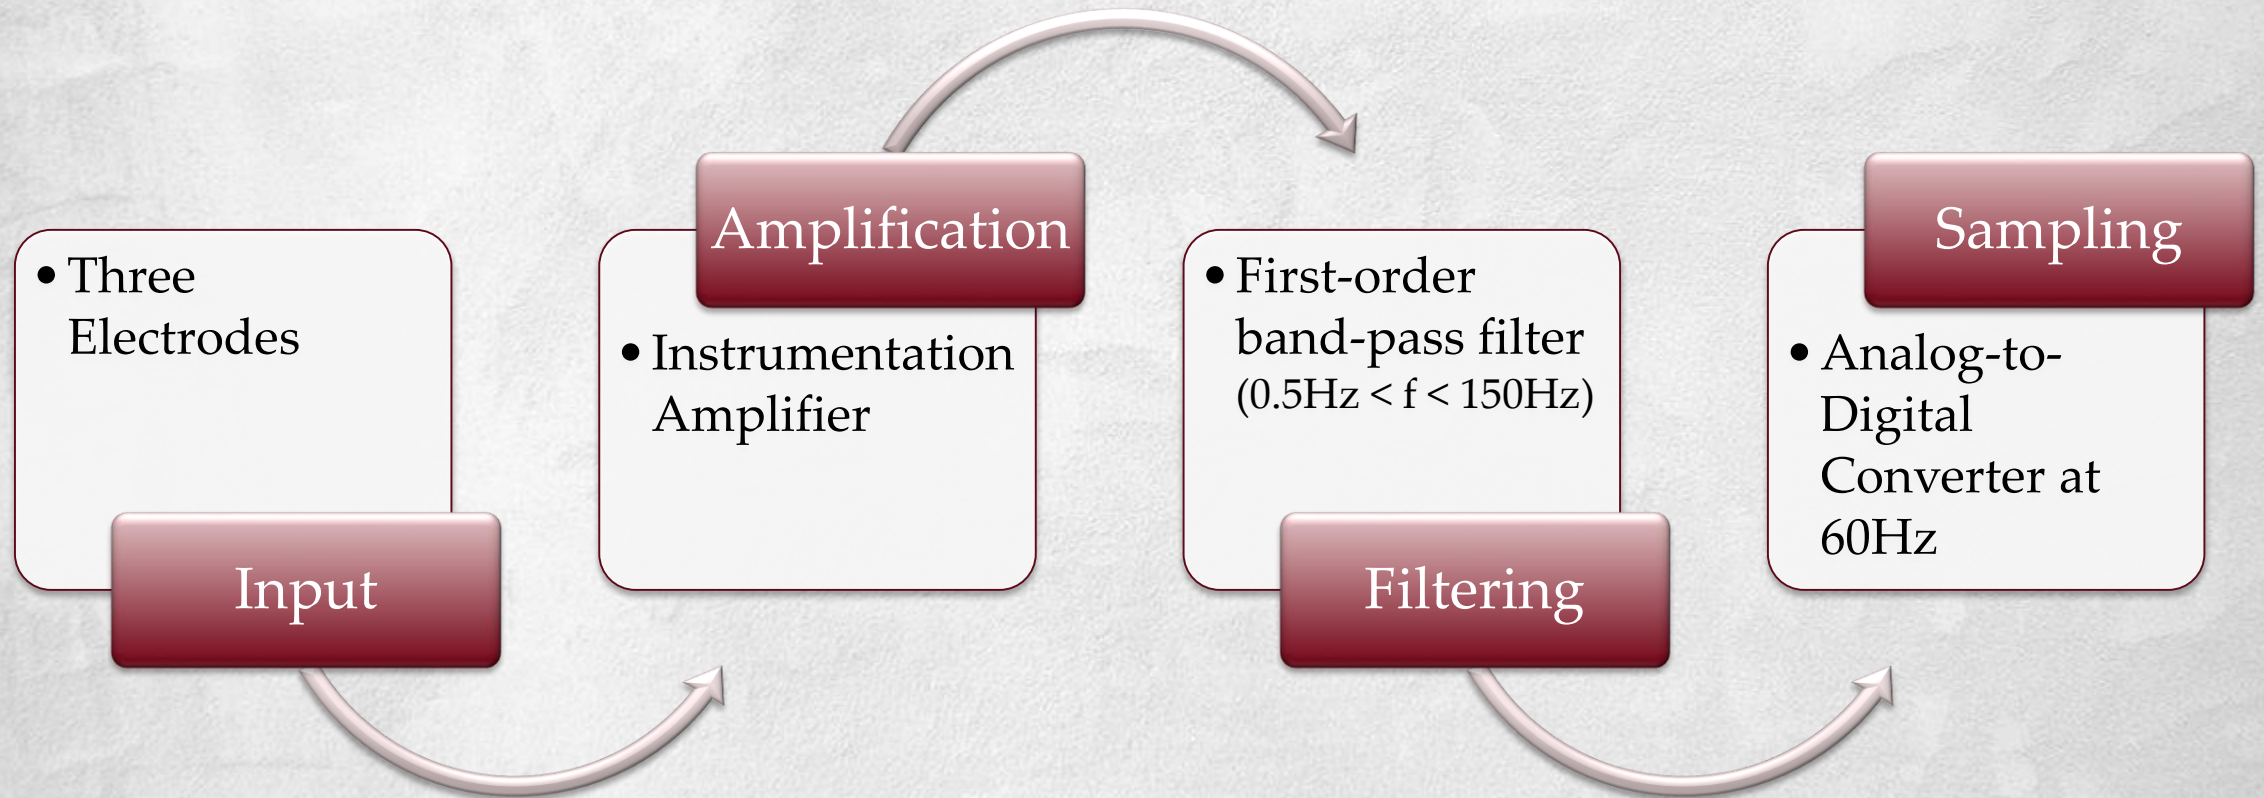 • Three
Electrodes
Input
Amplification
• Instrumentation
Amplifier
• First-order
band-pass filter
(0.5Hz < f < 150Hz)
Filtering
Sampling
• Analog-to-
Digital
Converter at
60Hz